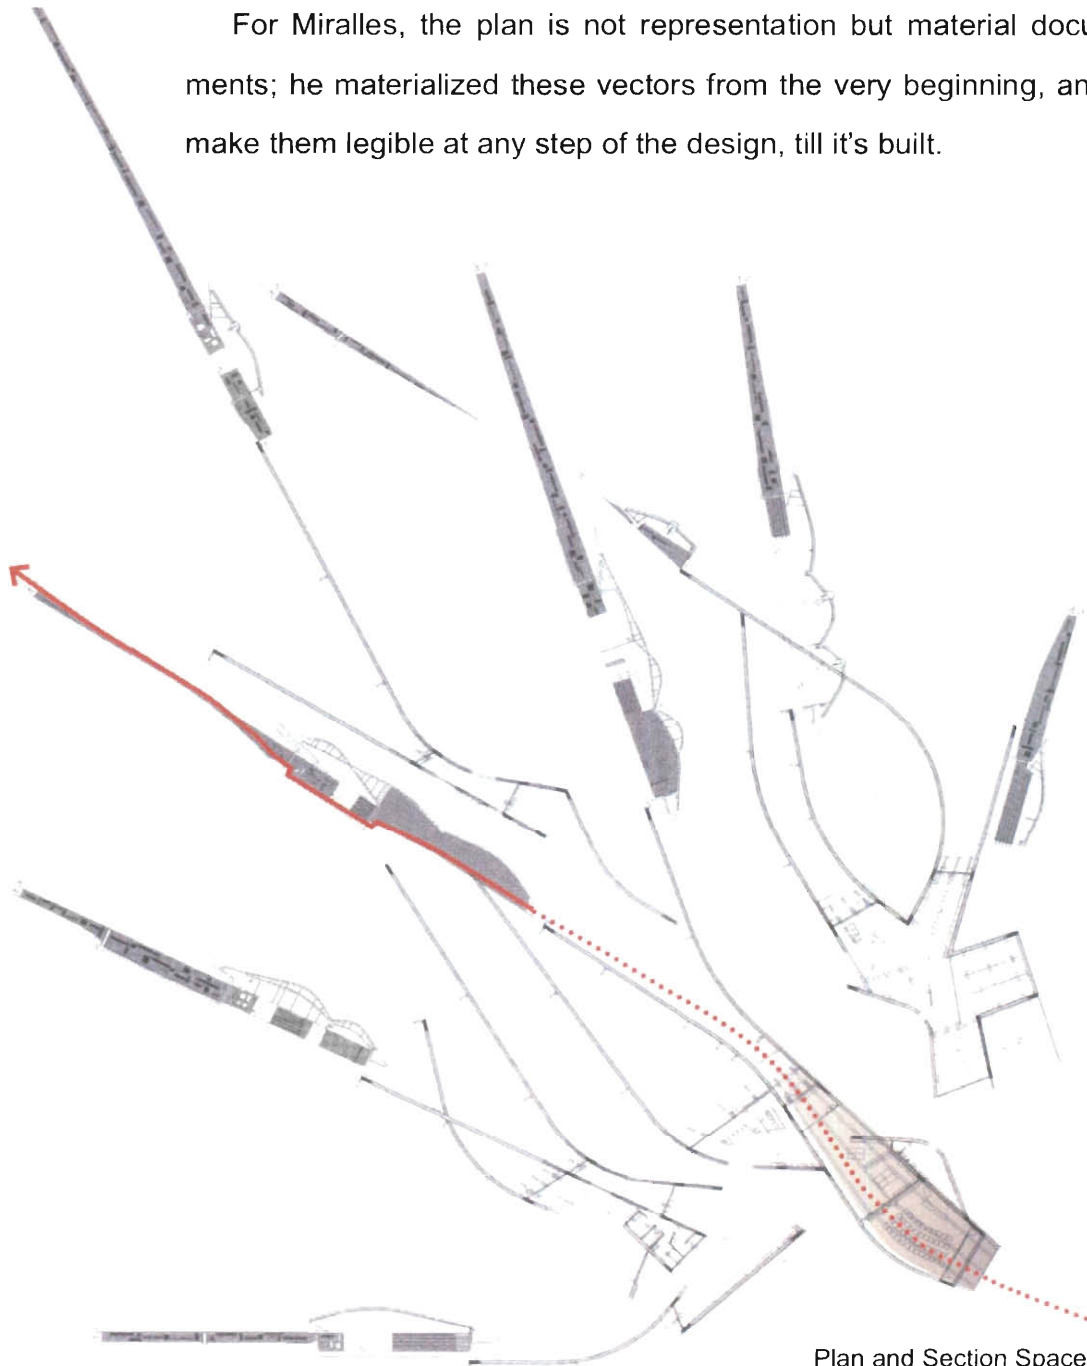 For Miralles, the plan is not representation but material docu
ments; he materialized these vectors from the very beginning, an
make them legible at any step of the design, till it's built.
Plan and Section Space